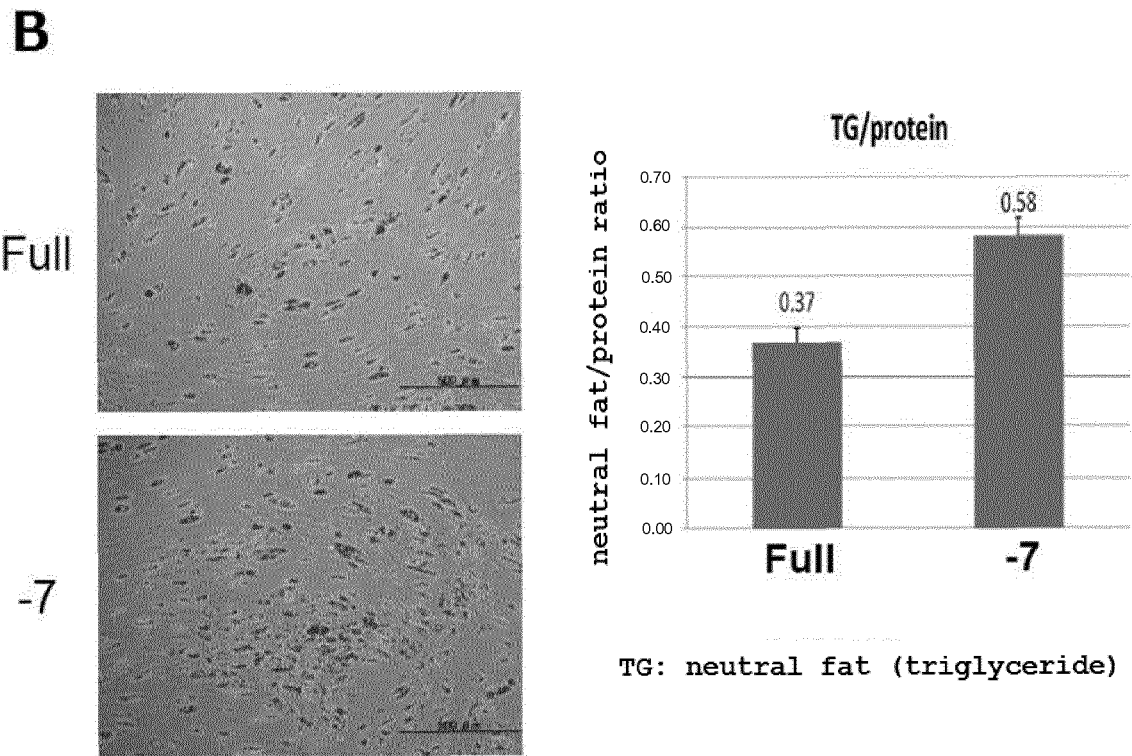 B
Full
-7
TG/protein
neutral fat/protein ratio
0.70
0.60
0.50
0.40
0.30
0.20
0.10
0.00
0.37
0.58
Full
-7
TG: neutral fat (triglyceride)